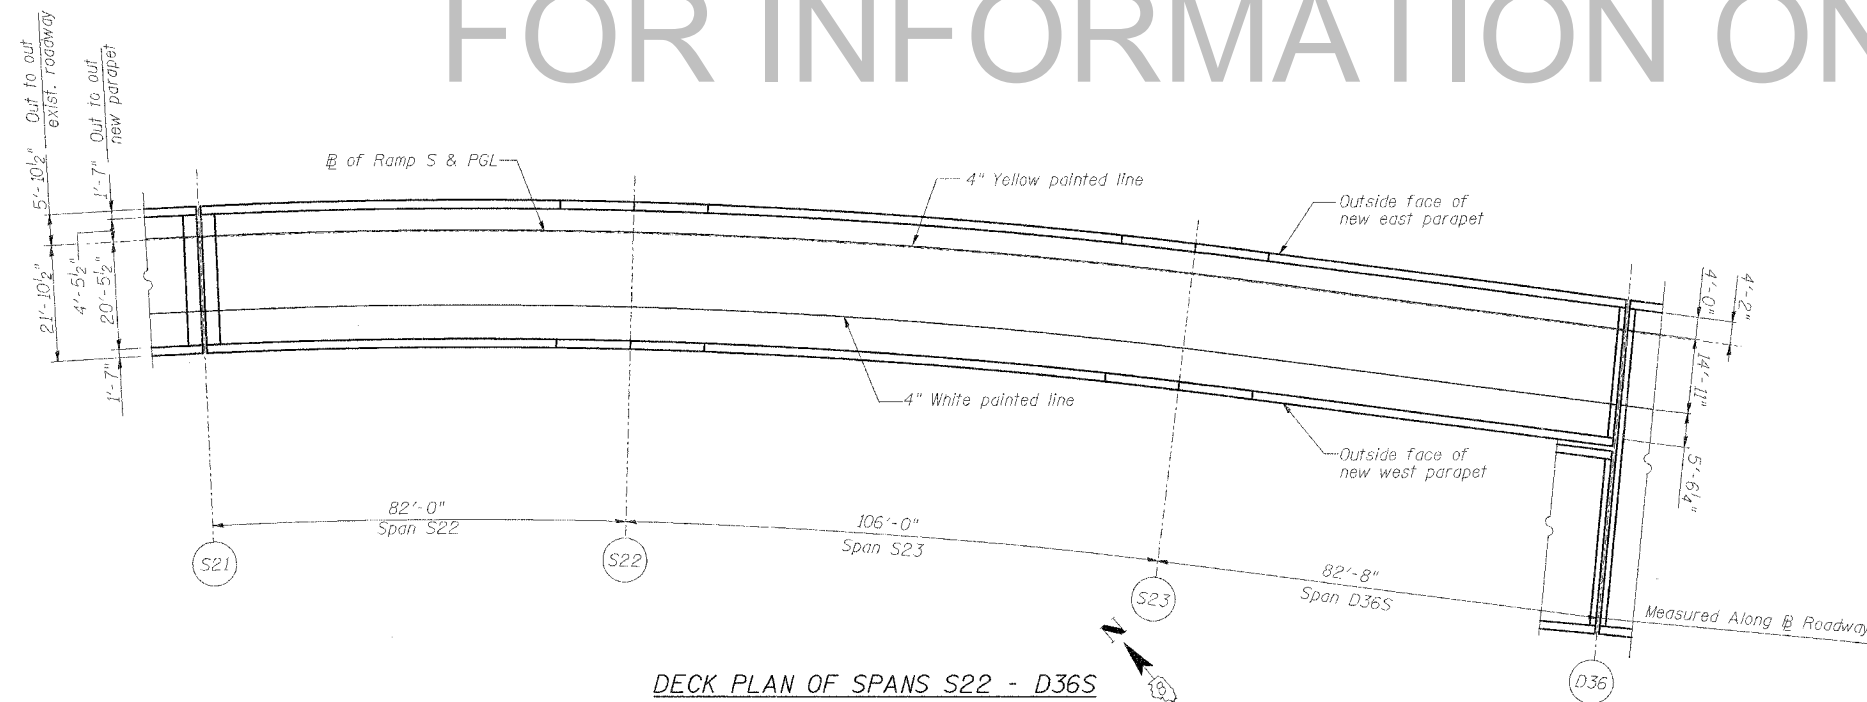 FOR INFORMATION ON
5'-10½" Out to out
exist. roadway
1'-7" Out to out
new parapet
21'-10½"
4'-5½"
20'-5½"
1'-7"
℄ of Ramp S & PGL
4" Yellow painted line
Outside face of
new east parapet
4'-2"
4'-0"
14'-11"
5'-6¼"
4" White painted line
Outside face of
new west parapet
82'-0"
Span S22
106'-0"
Span S23
82'-8"
Span D36S
S21
S22
S23
D36
Measured Along ℄ Roadway
N
DECK PLAN OF SPANS S22 - D36S